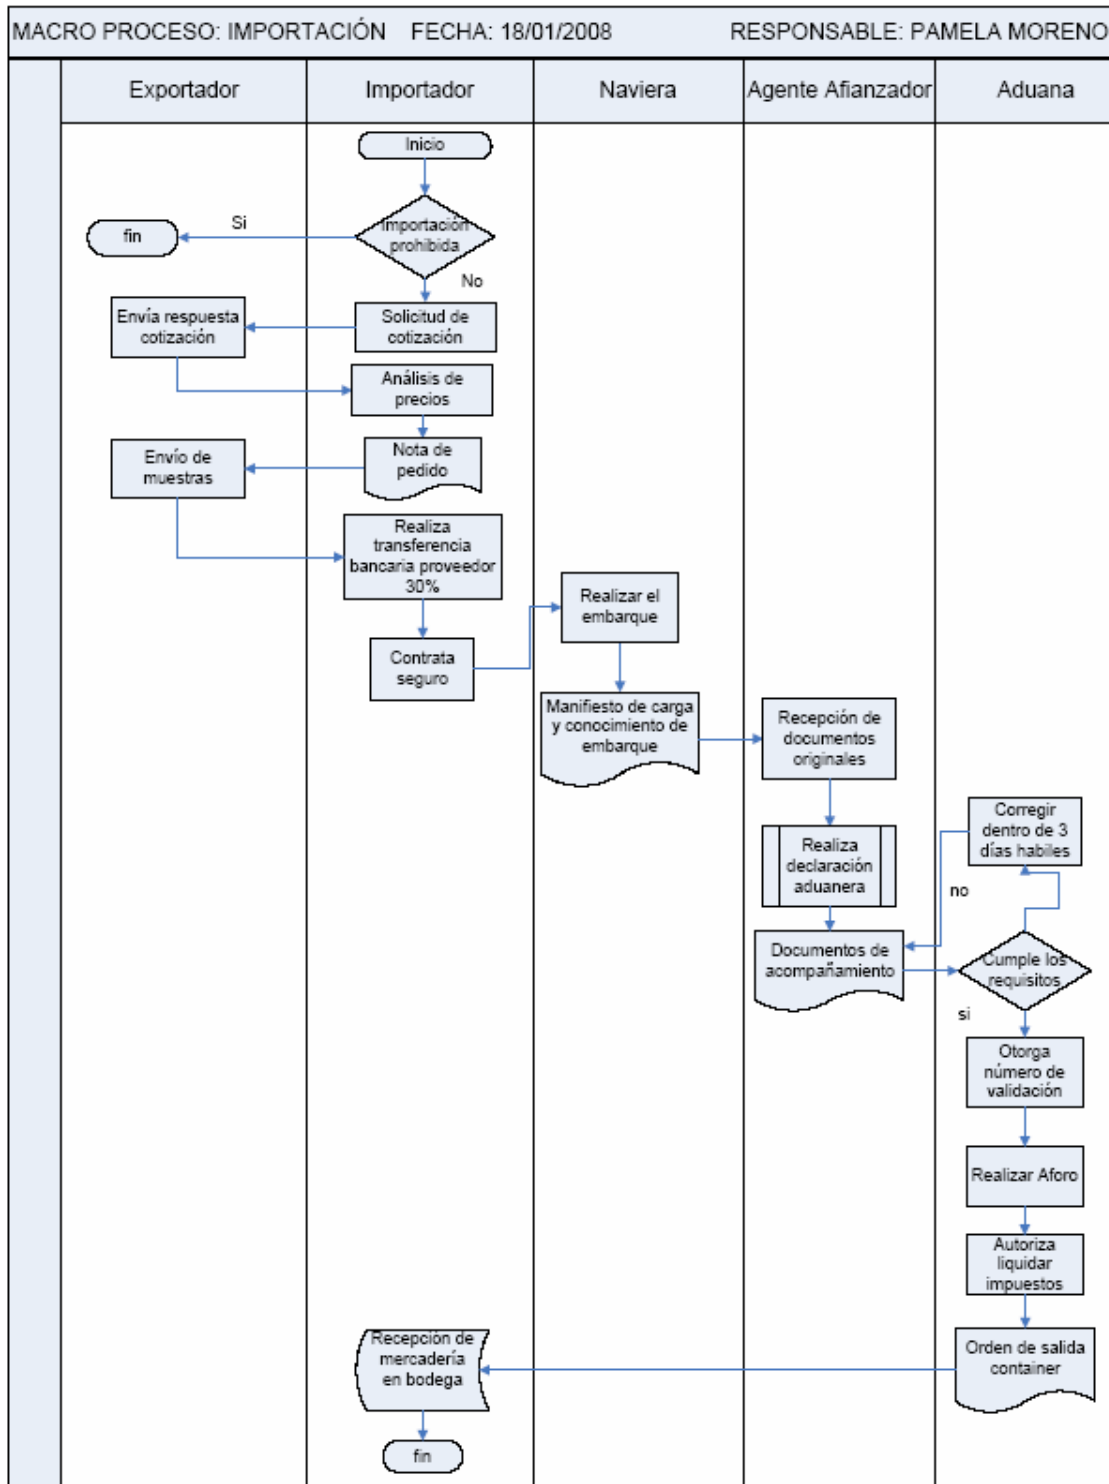 MACRO PROCESO: IMPORTACIÓN FECHA: 18/01/2008 RESPONSABLE: PAMELA MORENO
Exportador Importador Naviera Agente Afianzador Aduana
Inicio
Importación
prohibida
Si
fin
No
Solicitud de
cotización
Envía respuesta
cotización
Análisis de
precios
Nota de
pedido
Envío de
muestras
Realiza
transferencia
bancaria proveedor
30%
Contrata
seguro
Realizar el
embarque
Manifiesto de carga
y conocimiento de
embarque
Recepción de
documentos
originales
Realiza
declaración
aduanera
Documentos de
acompañamiento
Corregir
dentro de 3
días habiles
no
Cumple los
requisitos
si
Otorga
número de
validación
Realizar Aforo
Autoriza
liquidar
impuestos
Orden de salida
container
Recepción de
mercadería
en bodega
fin